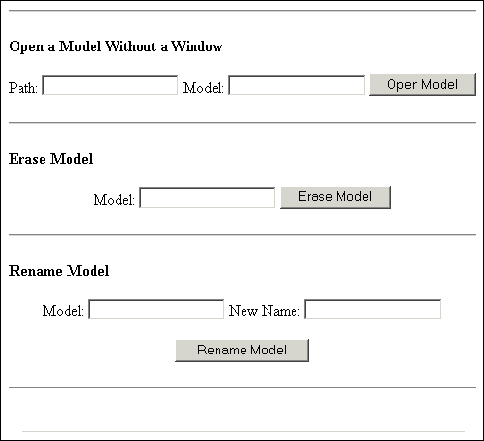 Open a Model Without a Window
Path: Model: Open Model
Erase Model
Model: Erase Model
Rename Model
Model: New Name:
Rename Model